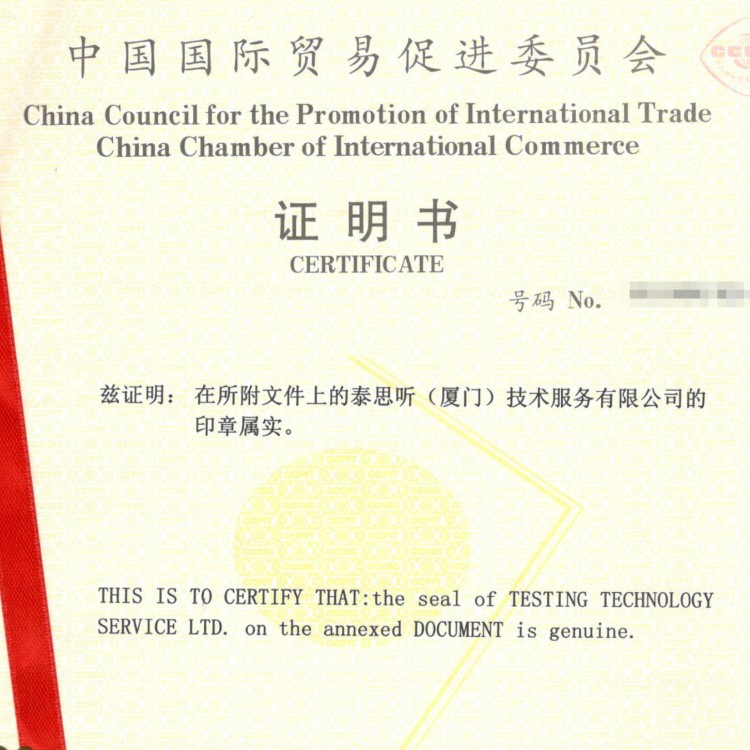 中国国际贸易促进委员会
China Council for the Promotion of International Trade
China Chamber of International Commerce
证明书
CERTIFICATE
号码 No.
兹证明： 在所附文件上的泰思听（厦门）技术服务有限公司的
印章属实。
THIS IS TO CERTIFY THAT:the seal of TESTING TECHNOLOGY
SERVICE LTD. on the annexed DOCUMENT is genuine.